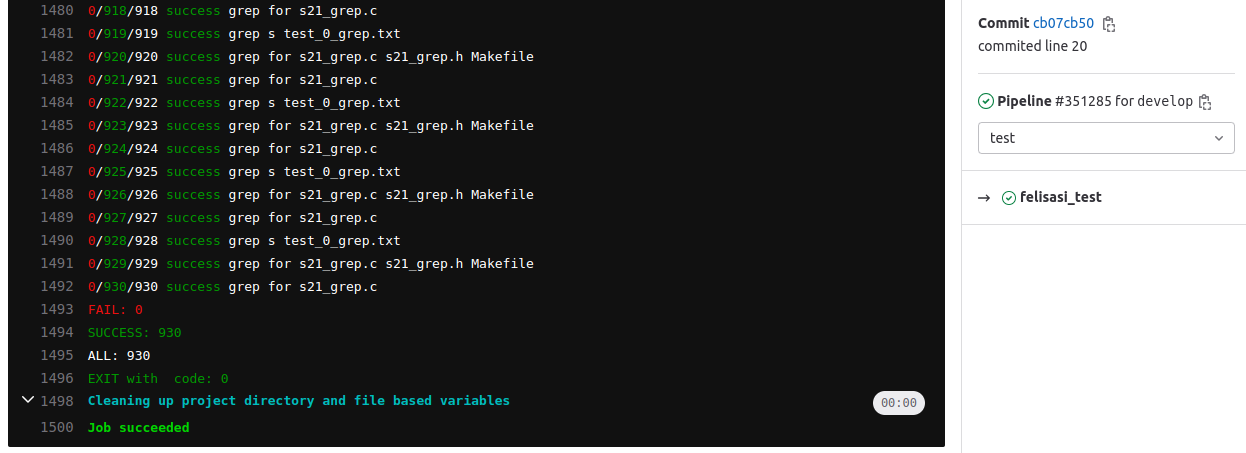 1480 0/918/918 success grep for s21_grep.c
1481 0/919/919 success grep s test_0_grep.txt
1482 0/920/920 success grep for s21_grep.c s21_grep.h Makefile
1483 0/921/921 success grep for s21_grep.c
1484 0/922/922 success grep s test_0_grep.txt
1485 0/923/923 success grep for s21_grep.c s21_grep.h Makefile
1486 0/924/924 success grep for s21_grep.c
1487 0/925/925 success grep s test_0_grep.txt
1488 0/926/926 success grep for s21_grep.c s21_grep.h Makefile
1489 0/927/927 success grep for s21_grep.c
1490 0/928/928 success grep s test_0_grep.txt
1491 0/929/929 success grep for s21_grep.c s21_grep.h Makefile
1492 0/930/930 success grep for s21_grep.c
1493 FAIL: 0
1494 SUCCESS: 930
1495 ALL: 930
1496 EXIT with  code: 0
1498 Cleaning up project directory and file based variables 00:00
1500 Job succeeded
Commit cb07cb50
commited line 20
Pipeline #351285 for develop
test
→ felisasi_test